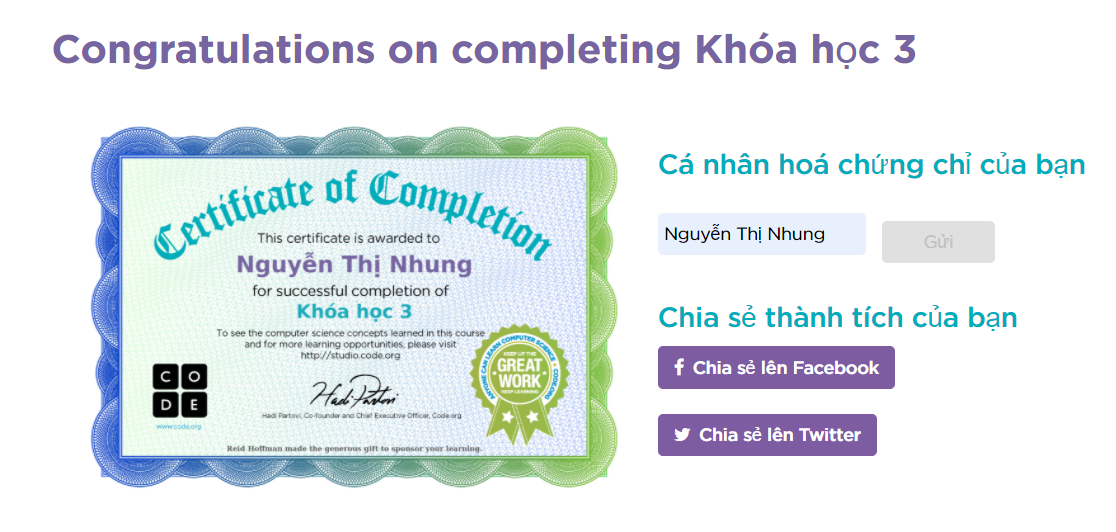 Congratulations on completing Khóa học 3
Certificate of Completion
This certificate is awarded to
Nguyễn Thị Nhung
for successful completion of
Khóa học 3
To see the computer science concepts learned in this course
and for more learning opportunities, please visit
http://studio.code.org
C O
D E
www.code.org
Hadi Partovi
Hadi Partovi, Co-founder and Chief Executive Officer, Code.org
ANYONE CAN LEARN COMPUTER SCIENCE • CODE.ORG
KEEP UP THE
GREAT
WORK
KEEP LEARNING
Reid Hoffman made the generous gift to sponsor your learning.
Cá nhân hoá chứng chỉ của bạn
Nguyễn Thị Nhung
Gửi
Chia sẻ thành tích của bạn
Chia sẻ lên Facebook
Chia sẻ lên Twitter